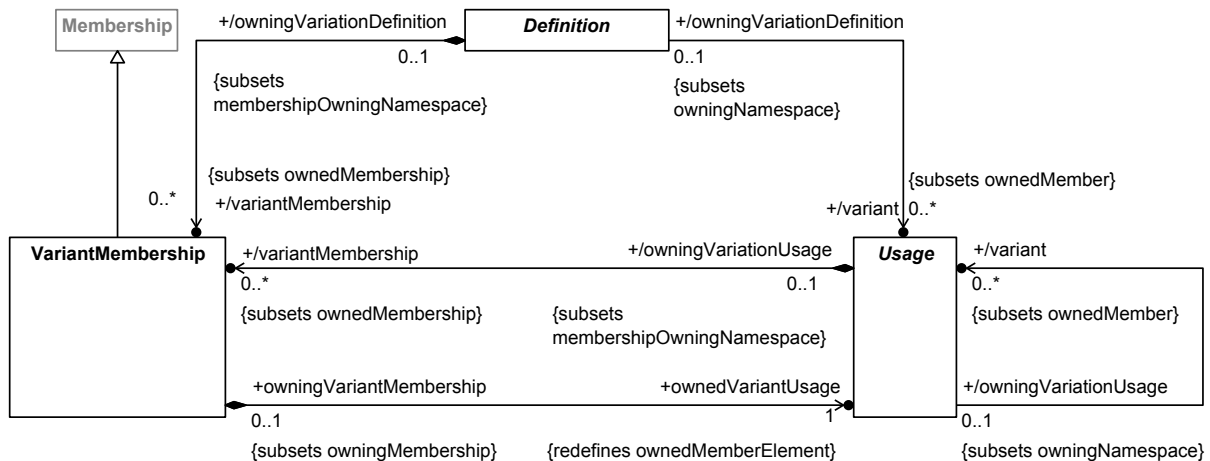 Membership
+/owningVariationDefinition
Definition
+/owningVariationDefinition
0..1
0..1
{subsets
membershipOwningNamespace}
{subsets
owningNamespace}
{subsets ownedMembership}
0..*
+/variantMembership
{subsets ownedMember}
+/variant
0..*
VariantMembership
+/variantMembership
+/owningVariationUsage
Usage
+/variant
0..*
0..1
0..*
{subsets ownedMembership}
{subsets
membershipOwningNamespace}
{subsets ownedMember}
+owningVariantMembership
+ownedVariantUsage
+/owningVariationUsage
0..1
1
0..1
{subsets owningMembership}
{redefines ownedMemberElement}
{subsets owningNamespace}